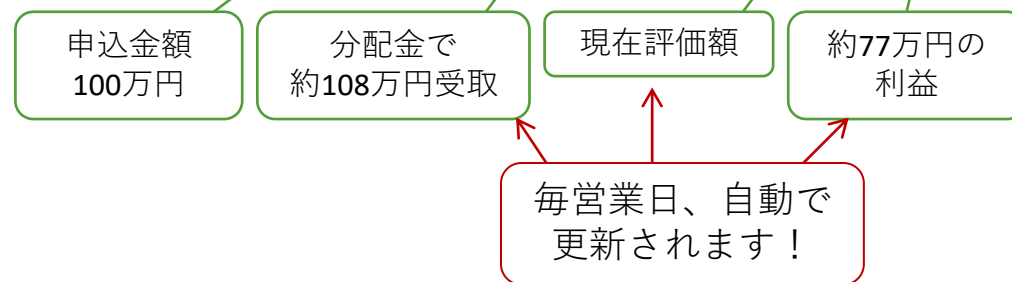 申込金額
100万円
分配金で
約108万円受取
現在評価額
約77万円の
利益
毎営業日、自動で
更新されます！